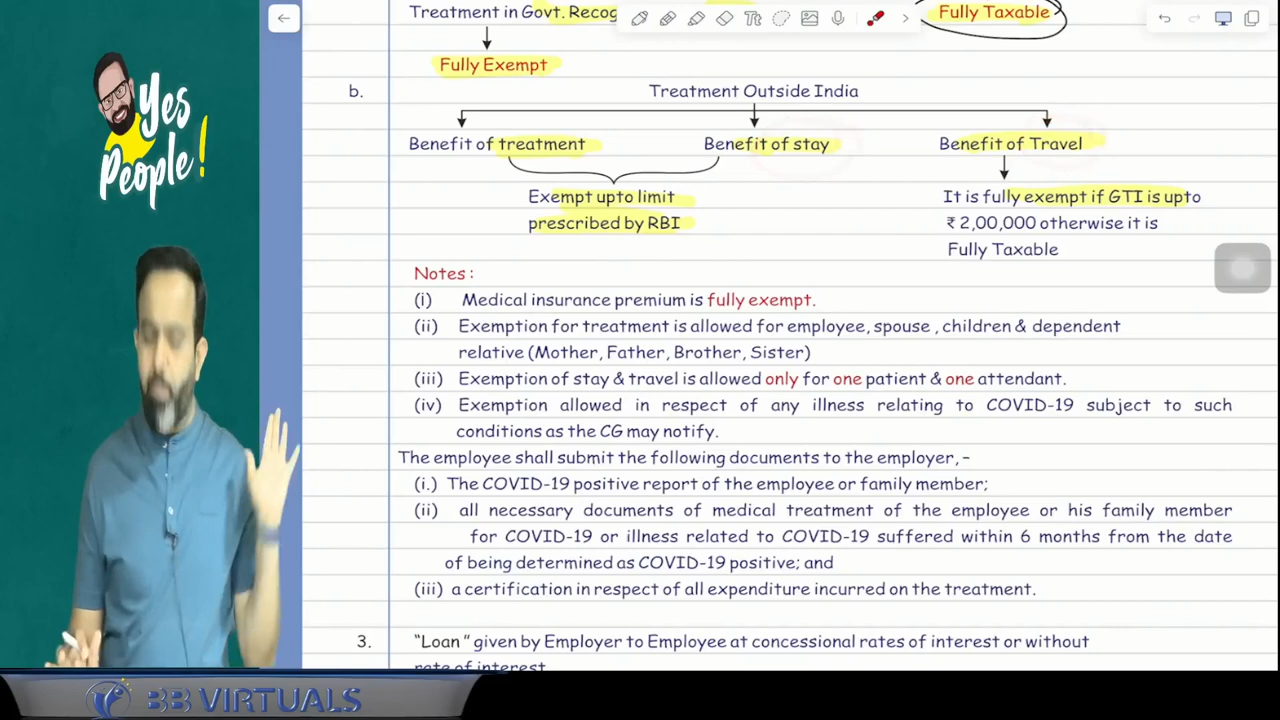 Treatment in Govt. Recog
Fully Taxable
Fully Exempt
b. Treatment Outside India
Benefit of treatment Benefit of stay Benefit of Travel
Exempt upto limit
prescribed by RBI
It is fully exempt if GTI is upto
₹ 2,00,000 otherwise it is
Fully Taxable
Notes :
(i) Medical insurance premium is fully exempt.
(ii) Exemption for treatment is allowed for employee, spouse , children & dependent
relative (Mother, Father, Brother, Sister)
(iii) Exemption of stay & travel is allowed only for one patient & one attendant.
(iv) Exemption allowed in respect of any illness relating to COVID-19 subject to such
conditions as the CG may notify.
The employee shall submit the following documents to the employer, –
(i.) The COVID-19 positive report of the employee or family member;
(ii) all necessary documents of medical treatment of the employee or his family member
for COVID-19 or illness related to COVID-19 suffered within 6 months from the date
of being determined as COVID-19 positive; and
(iii) a certification in respect of all expenditure incurred on the treatment.
3. "Loan" given by Employer to Employee at concessional rates of interest or without
rate of interest
Yes
People!
BB VIRTUALS